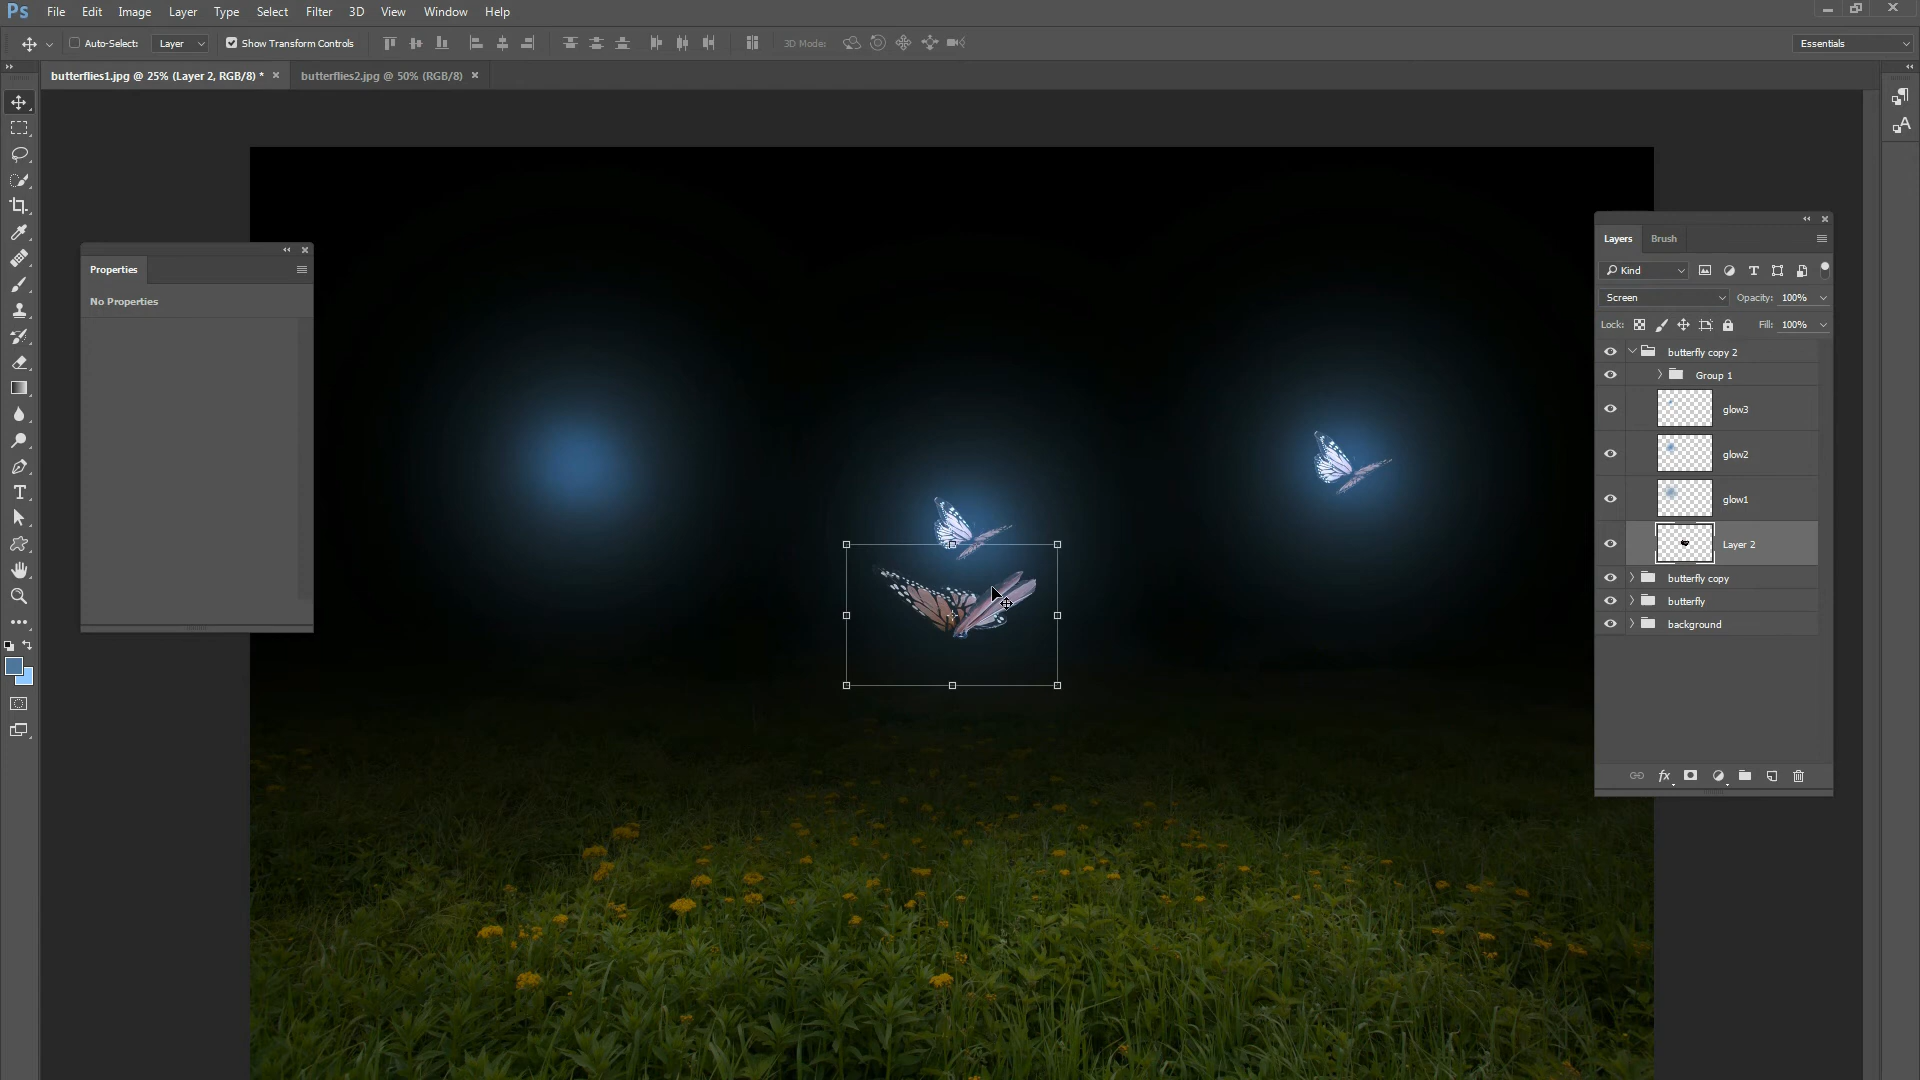 Ps File Edit Image Layer Type Select Filter 3D View Window Help
Auto-Select: Layer Show Transform Controls 3D Mode: Essentials
butterflies1.jpg @ 25% (Layer 2, RGB/8) * butterflies2.jpg @ 50% (RGB/8)
Properties
No Properties
Layers Brush
Kind
Screen Opacity: 100%
Lock: Fill: 100%
butterfly copy 2
Group 1
glow3
glow2
glow1
Layer 2
butterfly copy
butterfly
background